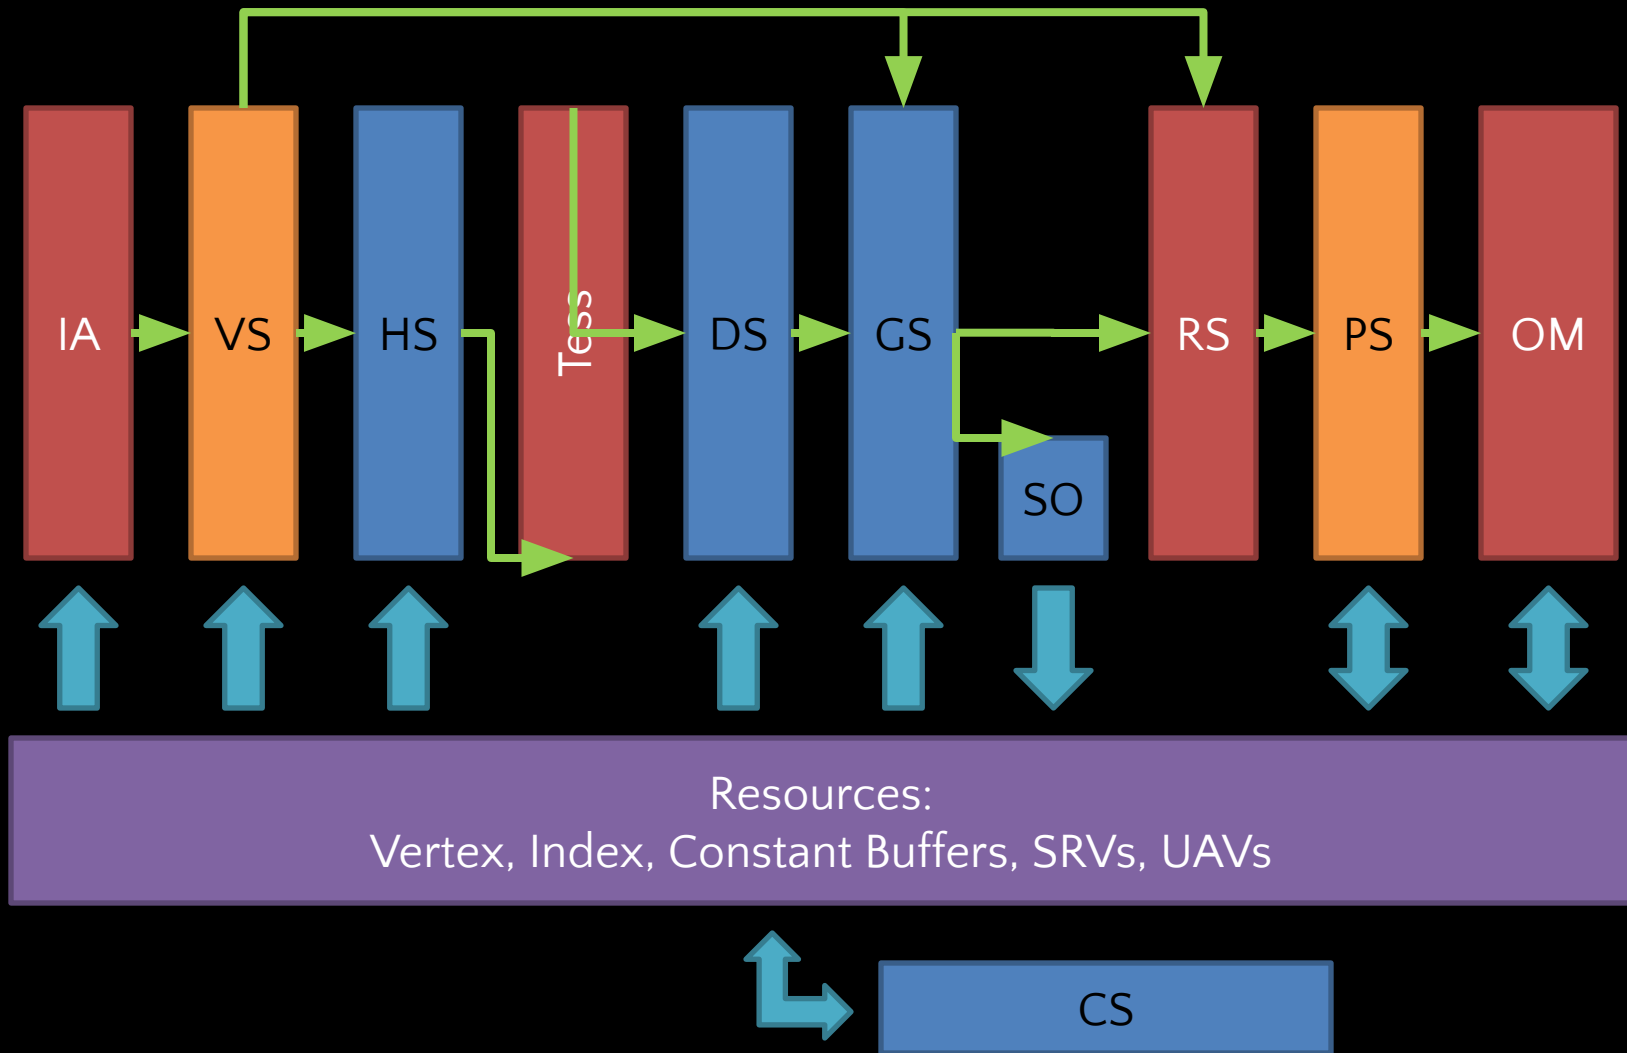 IA
VS
HS
Tess
DS
GS
SO
RS
PS
OM
Resources:
Vertex, Index, Constant Buffers, SRVs, UAVs
CS